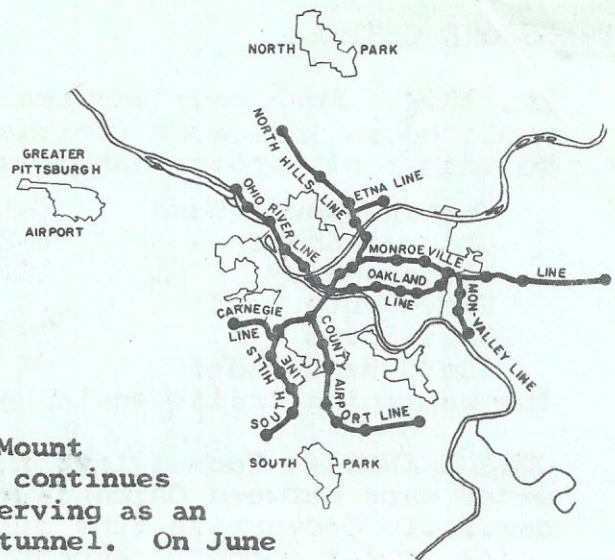 NORTH PARK
NORTH HILLS LINE
ETNA LINE
GREATER
PITTSBURGH
AIRPORT
OHIO RIVER LINE
MONROEVILLE LINE
OAKLAND
LINE
MON-VALLEY LINE
CARNEGIE
LINE
SOUTH HILLS
LINE
COUNTY AIRPORT LINE
SOUTH PARK
Mount
continues
erving as an
tunnel. On June